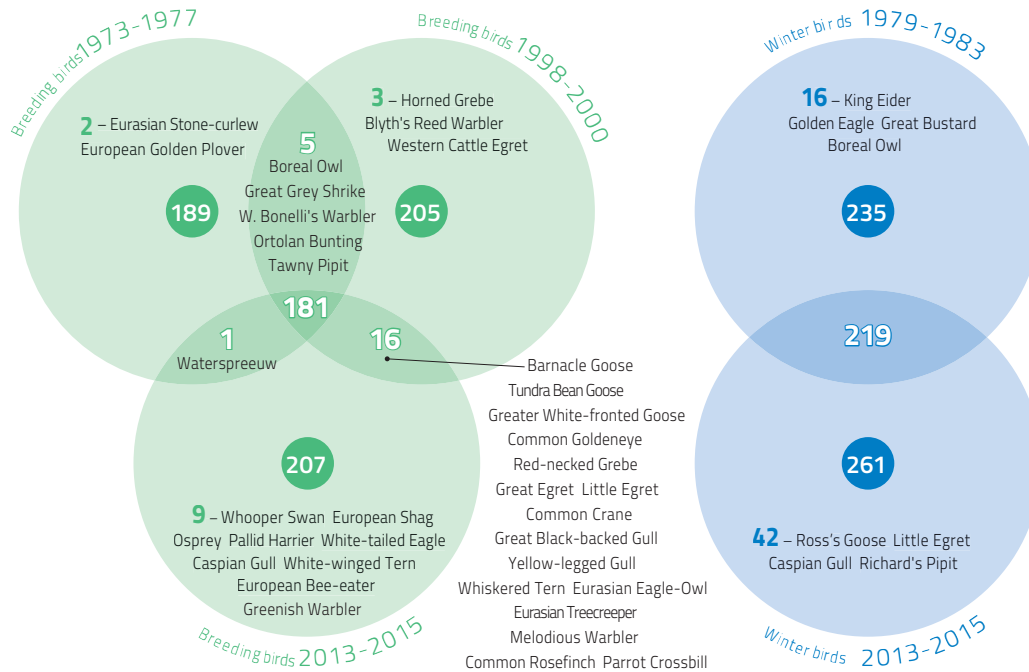 Breeding birds 1973-1977
2 – Eurasian Stone-curlew
European Golden Plover
189
Breeding birds 1998-2000
3 – Horned Grebe
Blyth's Reed Warbler
Western Cattle Egret
205
5
Boreal Owl
Great Grey Shrike
W. Bonelli's Warbler
Ortolan Bunting
Tawny Pipit
181
1
Waterspreeuw
16
Barnacle Goose
Tundra Bean Goose
Greater White-fronted Goose
Common Goldeneye
Red-necked Grebe
Great Egret Little Egret
Common Crane
Great Black-backed Gull
Yellow-legged Gull
Whiskered Tern Eurasian Eagle-Owl
Eurasian Treecreeper
Melodious Warbler
Common Rosefinch Parrot Crossbill
207
9 – Whooper Swan European Shag
Osprey Pallid Harrier White-tailed Eagle
Caspian Gull White-winged Tern
European Bee-eater
Greenish Warbler
Breeding birds 2013-2015
Winter birds 1979-1983
16 – King Eider
Golden Eagle Great Bustard
Boreal Owl
235
219
261
42 – Ross's Goose Little Egret
Caspian Gull Richard's Pipit
Winter birds 2013-2015